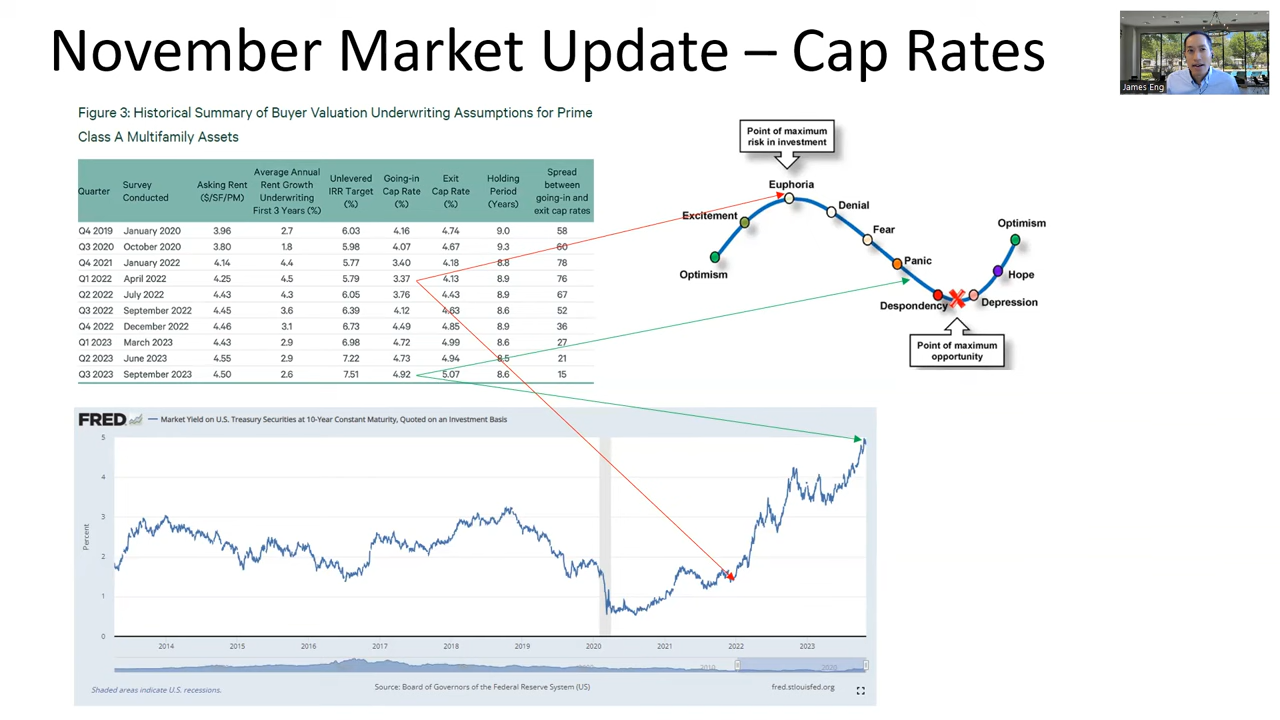 November Market Update – Cap Rates
James Eng
Figure 3: Historical Summary of Buyer Valuation Underwriting Assumptions for Prime
Class A Multifamily Assets
Quarter Survey Conducted Asking Rent ($/SF/PM) Average Annual Rent Growth Underwriting First 3 Years (%) Unlevered IRR Target (%) Going-in Cap Rate (%) Exit Cap Rate (%) Holding Period (Years) Spread between going-in and exit cap rates
Q4 2019 January 2020 3.96 2.7 6.03 4.16 4.74 9.0 58
Q3 2020 October 2020 3.80 1.8 5.98 4.07 4.67 9.3 60
Q4 2021 January 2022 4.14 4.4 5.77 3.40 4.18 8.8 78
Q1 2022 April 2022 4.25 4.5 5.79 3.37 4.13 8.9 76
Q2 2022 July 2022 4.43 4.3 6.05 3.76 4.43 8.9 67
Q3 2022 September 2022 4.45 3.6 6.39 4.12 4.63 8.6 52
Q4 2022 December 2022 4.46 3.1 6.73 4.49 4.85 8.9 36
Q1 2023 March 2023 4.43 2.9 6.98 4.72 4.99 8.6 27
Q2 2023 June 2023 4.55 2.9 7.22 4.73 4.94 8.5 21
Q3 2023 September 2023 4.50 2.6 7.51 4.92 5.07 8.6 15
Point of maximum
risk in investment
Euphoria
Excitement
Denial
Optimism
Fear
Panic
Despondency
Depression
Hope
Optimism
Point of maximum
opportunity
FRED — Market Yield on U.S. Treasury Securities at 10-Year Constant Maturity, Quoted on an Investment Basis
5
4
3
2
1
0
Percent
2014 2015 2016 2017 2018 2019 2020 2021 2022 2023
2010 2020
Shaded areas indicate U.S. recessions.
Source: Board of Governors of the Federal Reserve System (US)
fred.stlouisfed.org